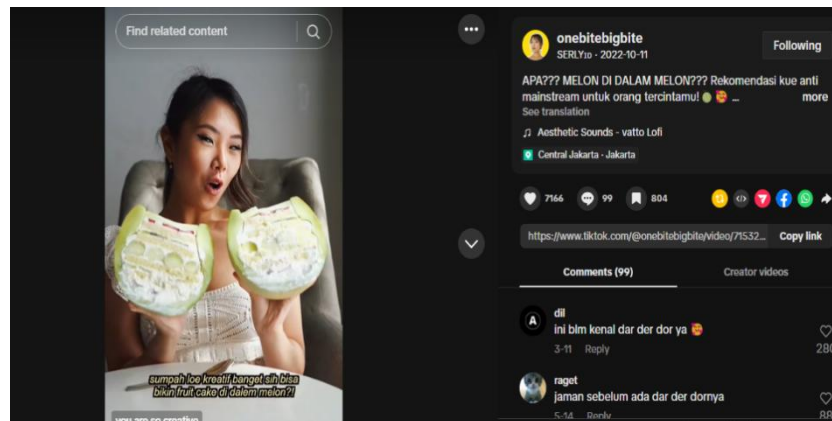 Find related content
onebitebigbite
SERLY10 · 2022-10-11
Following
APA??? MELON DI DALAM MELON??? Rekomendasi kue anti
mainstream untuk orang tercintamu! 🍈 🥰 ... more
See translation
♫ Aesthetic Sounds - vatto Lofi
Central Jakarta · Jakarta
7166
99
804
https://www.tiktok.com/@onebitebigbite/video/71532...
Copy link
Comments (99)
Creator videos
A
dil
ini blm kenal dar der dor ya 🥰
3-11 Reply
280
raget
jaman sebelum ada dar der dornya
5-14 Reply
88
sumpah loe kreatif banget sih bisa
bikin fruit cake di dalem melon?!
you are so creative